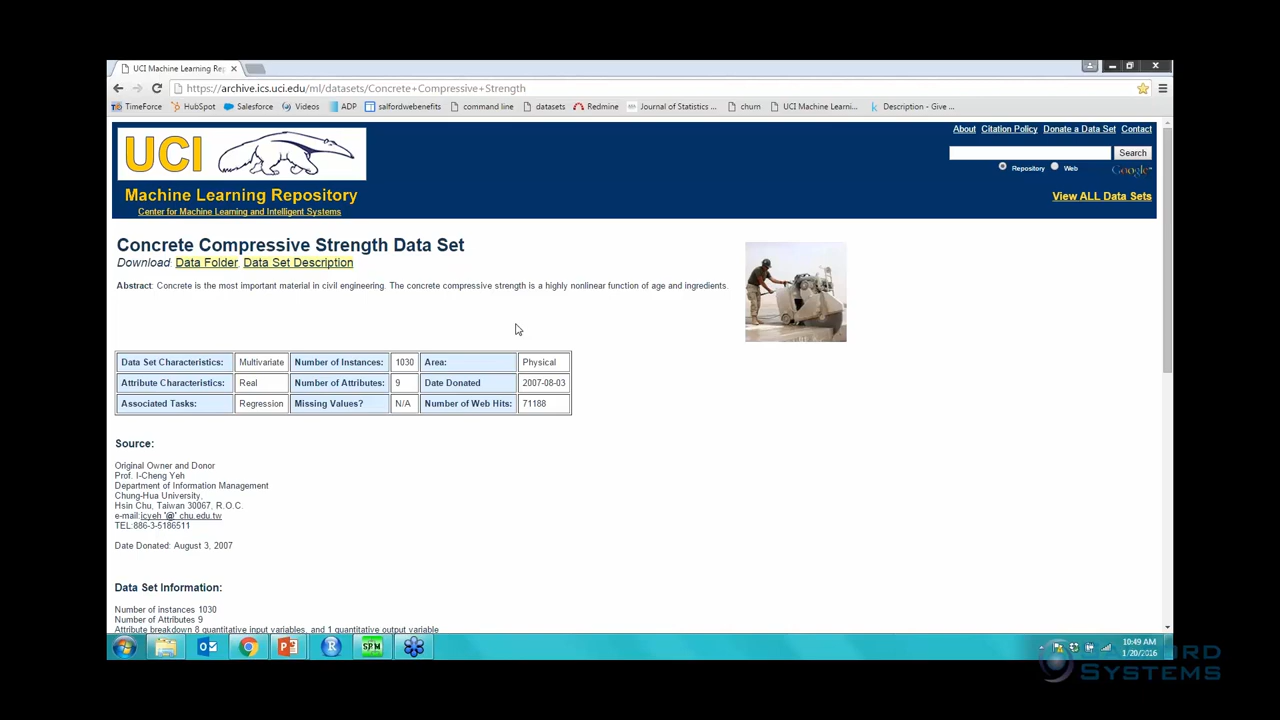 UCI Machine Learning Re
https://archive.ics.uci.edu/ml/datasets/Concrete+Compressive+Strength
TimeForce HubSpot Salesforce Videos ADP salfordwebenefits command line datasets Redmine Journal of Statistics ... churn UCI Machine Learni... Description - Give ...
About Citation Policy Donate a Data Set Contact
UCI
Search
Repository Web Google™
Machine Learning Repository
View ALL Data Sets
Center for Machine Learning and Intelligent Systems
Concrete Compressive Strength Data Set
Download: Data Folder, Data Set Description
Abstract: Concrete is the most important material in civil engineering. The concrete compressive strength is a highly nonlinear function of age and ingredients.
Data Set Characteristics: Multivariate Number of Instances: 1030 Area: Physical
Attribute Characteristics: Real Number of Attributes: 9 Date Donated 2007-08-03
Associated Tasks: Regression Missing Values? N/A Number of Web Hits: 71188
Source:
Original Owner and Donor
Prof. I-Cheng Yeh
Department of Information Management
Chung-Hua University,
Hsin Chu, Taiwan 30067, R.O.C.
e-mail:icyeh '@' chu.edu.tw
TEL:886-3-5186511
Date Donated: August 3, 2007
Data Set Information:
Number of instances 1030
Number of Attributes 9
Attribute breakdown 8 quantitative input variables, and 1 quantitative output variable
SPM
10:49 AM
1/20/2016
SYSTEMS